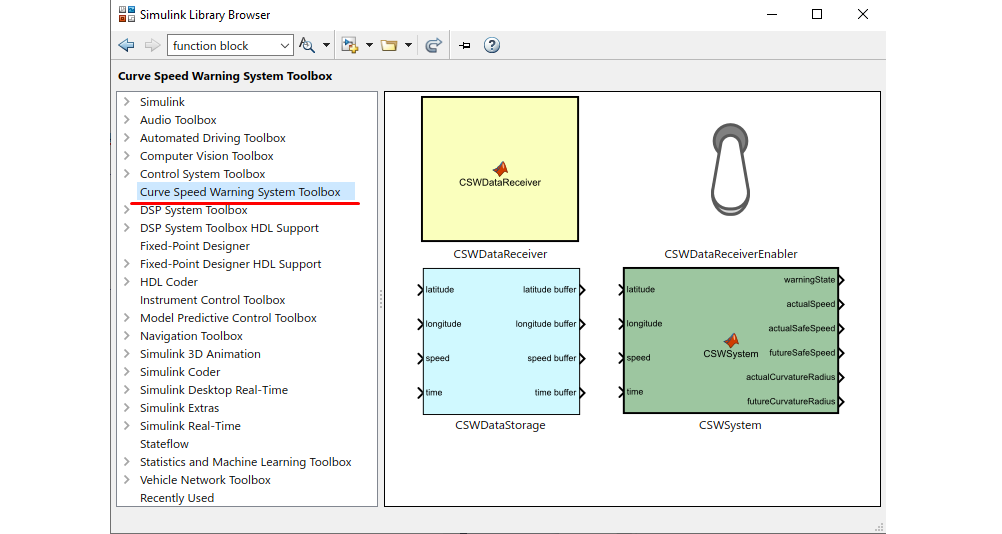 Simulink Library Browser
function block
Curve Speed Warning System Toolbox
Simulink
Audio Toolbox
Automated Driving Toolbox
Computer Vision Toolbox
Control System Toolbox
Curve Speed Warning System Toolbox
DSP System Toolbox
DSP System Toolbox HDL Support
Fixed-Point Designer
Fixed-Point Designer HDL Support
HDL Coder
Instrument Control Toolbox
Model Predictive Control Toolbox
Navigation Toolbox
Simulink 3D Animation
Simulink Coder
Simulink Desktop Real-Time
Simulink Extras
Simulink Real-Time
Stateflow
Statistics and Machine Learning Toolbox
Vehicle Network Toolbox
Recently Used
CSWDataReceiver
CSWDataReceiver
CSWDataReceiverEnabler
latitude
latitude buffer
longitude
longitude buffer
speed
speed buffer
time
time buffer
CSWDataStorage
latitude
longitude
speed
time
CSWSystem
warningState
actualSpeed
actualSafeSpeed
futureSafeSpeed
actualCurvatureRadius
futureCurvatureRadius
CSWSystem